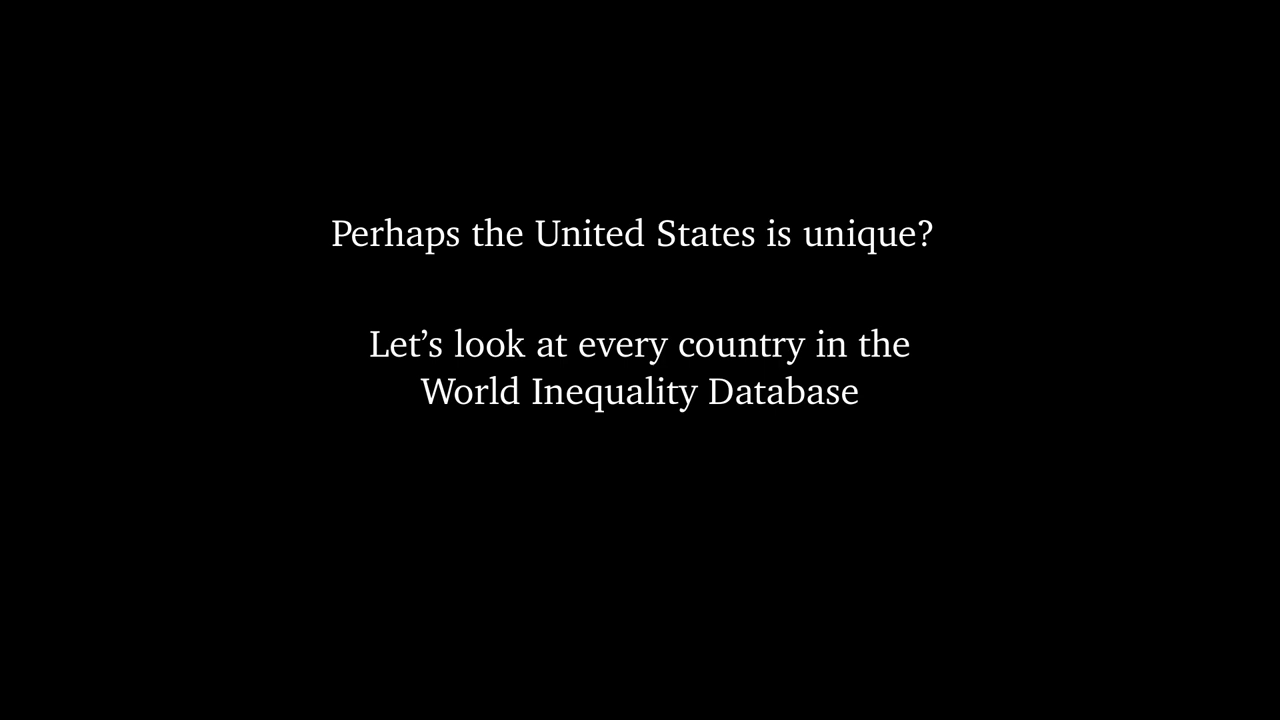 Perhaps the United States is unique?
Let’s look at every country in the
World Inequality Database